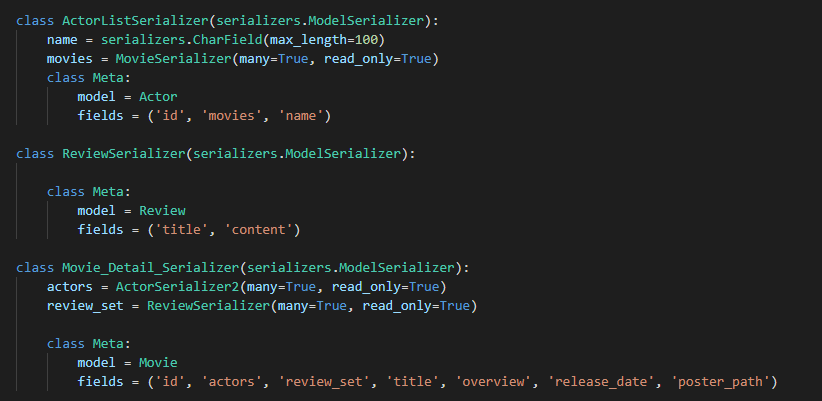 class ActorListSerializer(serializers.ModelSerializer):
    name = serializers.CharField(max_length=100)
    movies = MovieSerializer(many=True, read_only=True)
    class Meta:
        model = Actor
        fields = ('id', 'movies', 'name')
class ReviewSerializer(serializers.ModelSerializer):
    class Meta:
        model = Review
        fields = ('title', 'content')
class Movie_Detail_Serializer(serializers.ModelSerializer):
    actors = ActorSerializer2(many=True, read_only=True)
    review_set = ReviewSerializer(many=True, read_only=True)
    class Meta:
        model = Movie
        fields = ('id', 'actors', 'review_set', 'title', 'overview', 'release_date', 'poster_path')